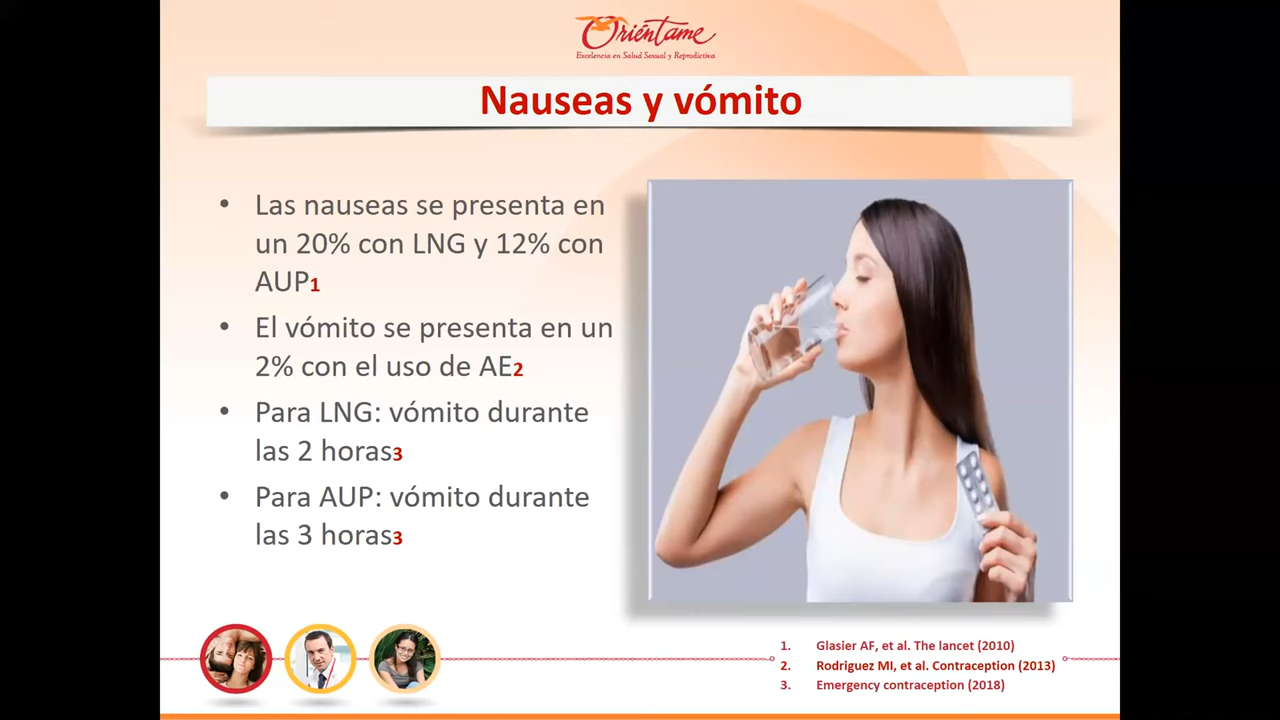 Oriéntame
Excelencia en Salud Sexual y Reproductiva
Nauseas y vómito
• Las nauseas se presenta en
un 20% con LNG y 12% con
AUP1
• El vómito se presenta en un
2% con el uso de AE2
• Para LNG: vómito durante
las 2 horas3
• Para AUP: vómito durante
las 3 horas3
1. Glasier AF, et al. The lancet (2010)
2. Rodriguez MI, et al. Contraception (2013)
3. Emergency contraception (2018)